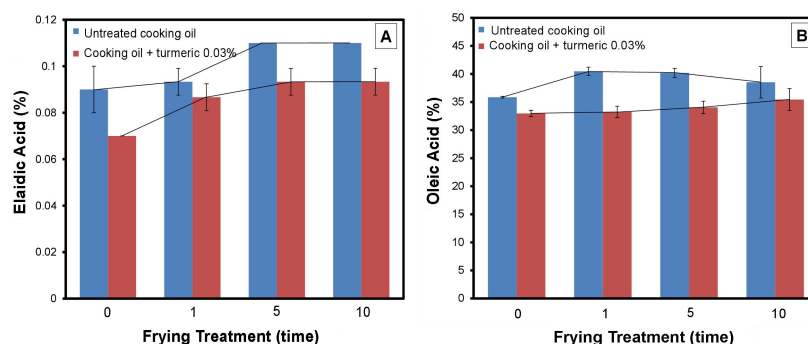 A
Untreated cooking oil
Cooking oil + turmeric 0.03%
Elaidic Acid (%)
0.12
0.1
0.08
0.06
0.04
0.02
0
0 1 5 10
Frying Treatment (time)
B
Untreated cooking oil
Cooking oil + turmeric 0.03%
Oleic Acid (%)
50
45
40
35
30
25
20
15
10
5
0
0 1 5 10
Frying Treatment (time)